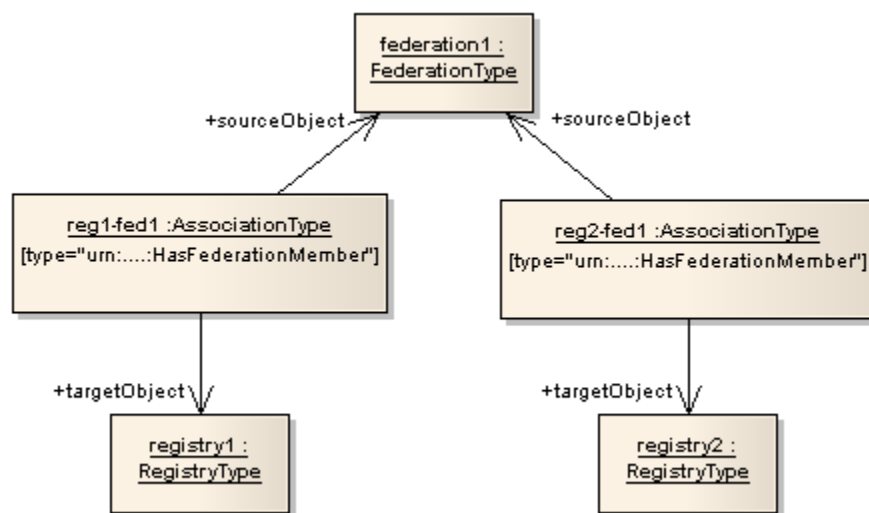 federation1 :
FederationType
+sourceObject
+sourceObject
reg1-fed1 :AssociationType
[type="urn:....:HasFederationMember"]
reg2-fed1 :AssociationType
[type="urn:....:HasFederationMember"]
+targetObject
+targetObject
registry1 :
RegistryType
registry2 :
RegistryType